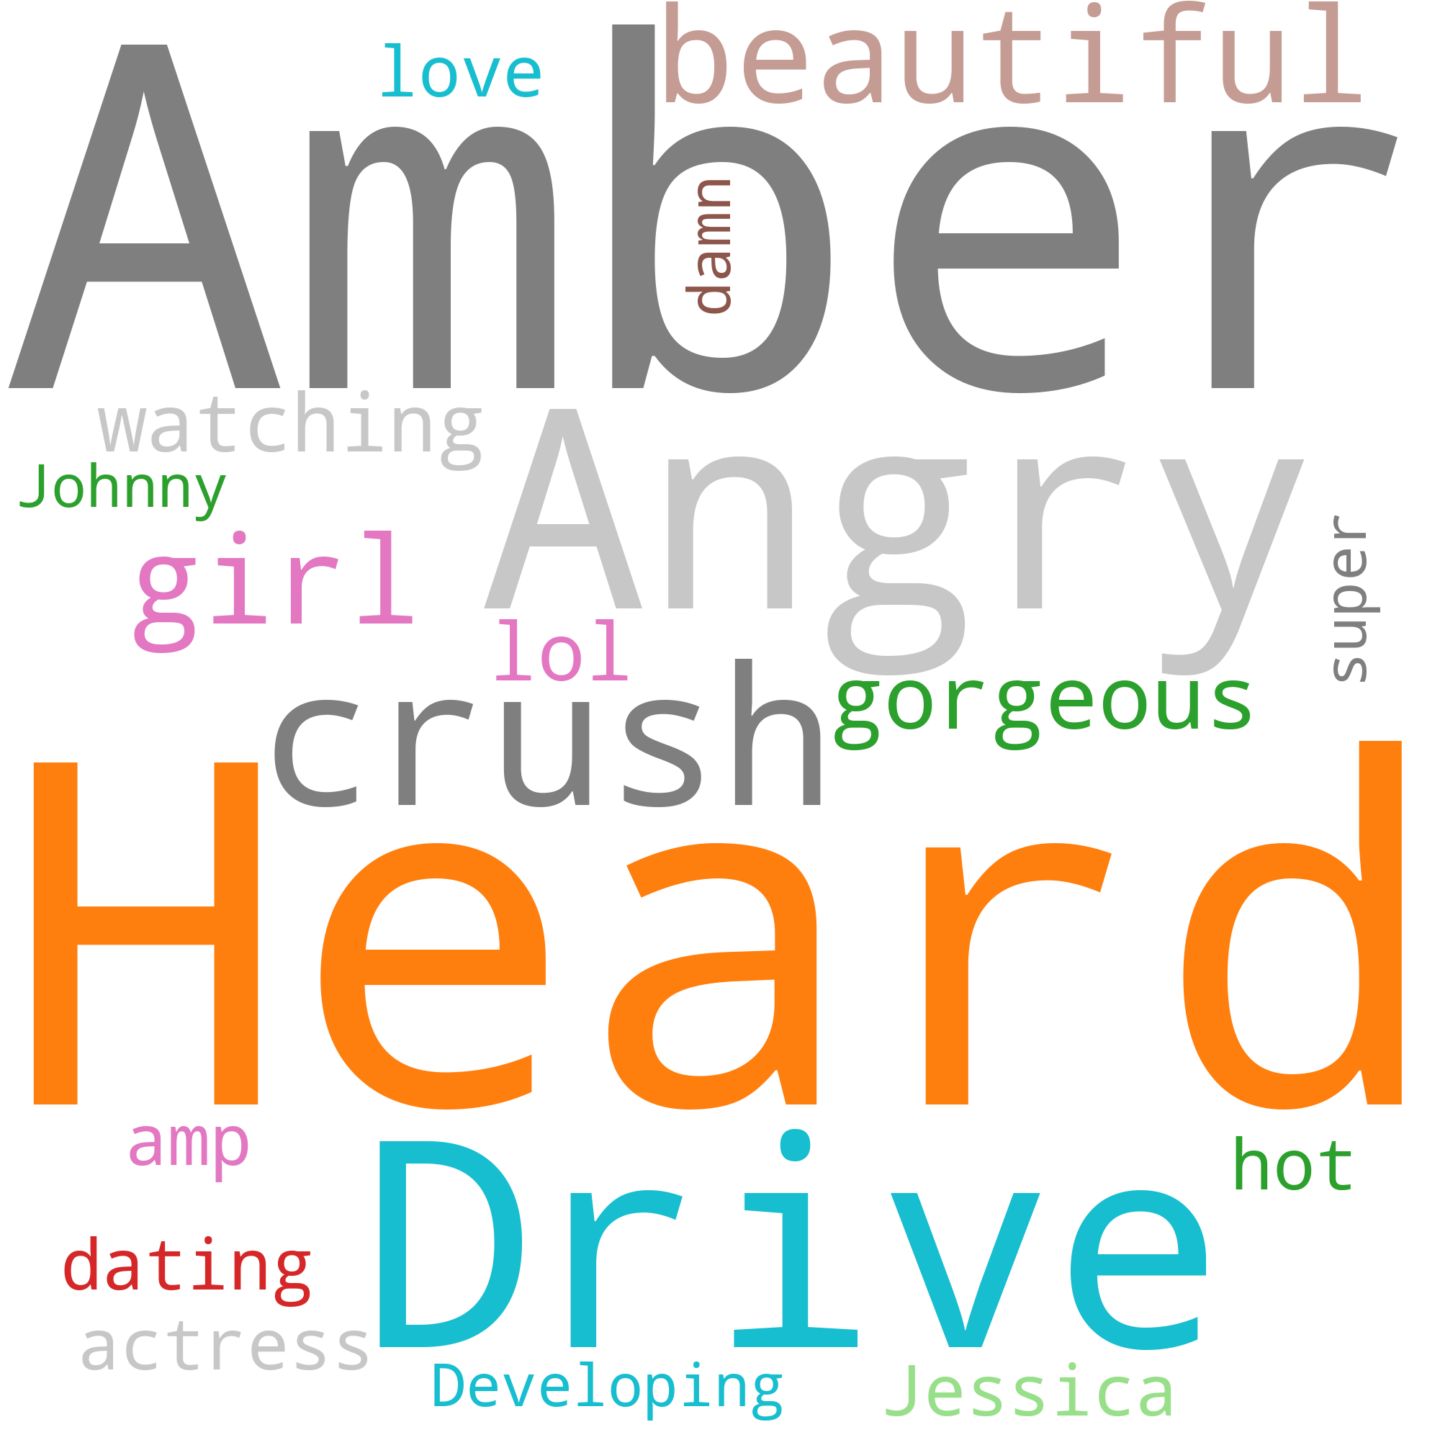 love
beautiful
Amber
damn
watching
Angry
Johnny
girl
super
lol
gorgeous
crush
Heard
amp
Drive
hot
dating
actress
Developing
Jessica